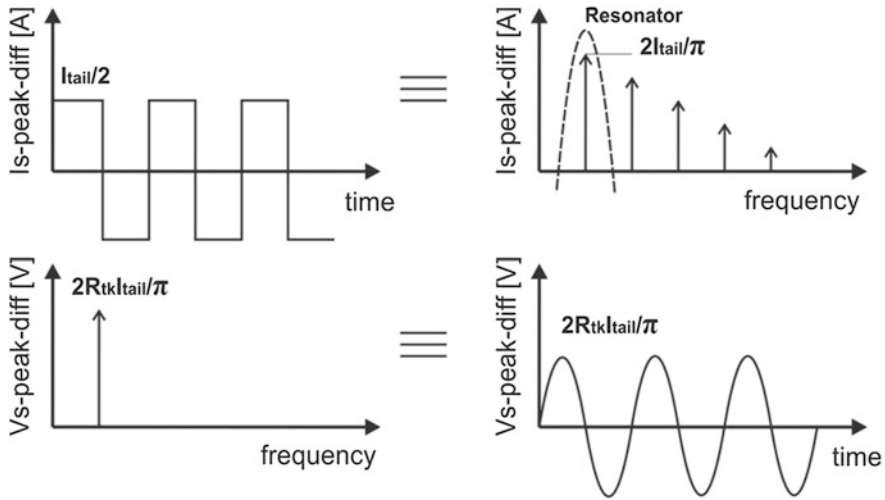 Is-peak-diff [A]
Itail/2
time
Is-peak-diff [A]
Resonator
2Itail/π
frequency
Vs-peak-diff [V]
2RtkItail/π
frequency
Vs-peak-diff [V]
2RtkItail/π
time